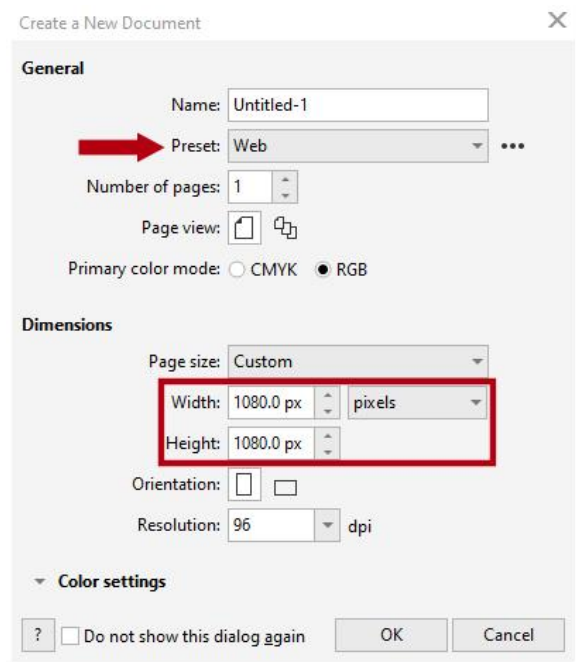 Create a New Document
General
Name: Untitled-1
Preset: Web
Number of pages: 1
Page view:
Primary color mode: CMYK RGB
Dimensions
Page size: Custom
Width: 1080.0 px pixels
Height: 1080.0 px
Orientation:
Resolution: 96 dpi
Color settings
? Do not show this dialog again OK Cancel